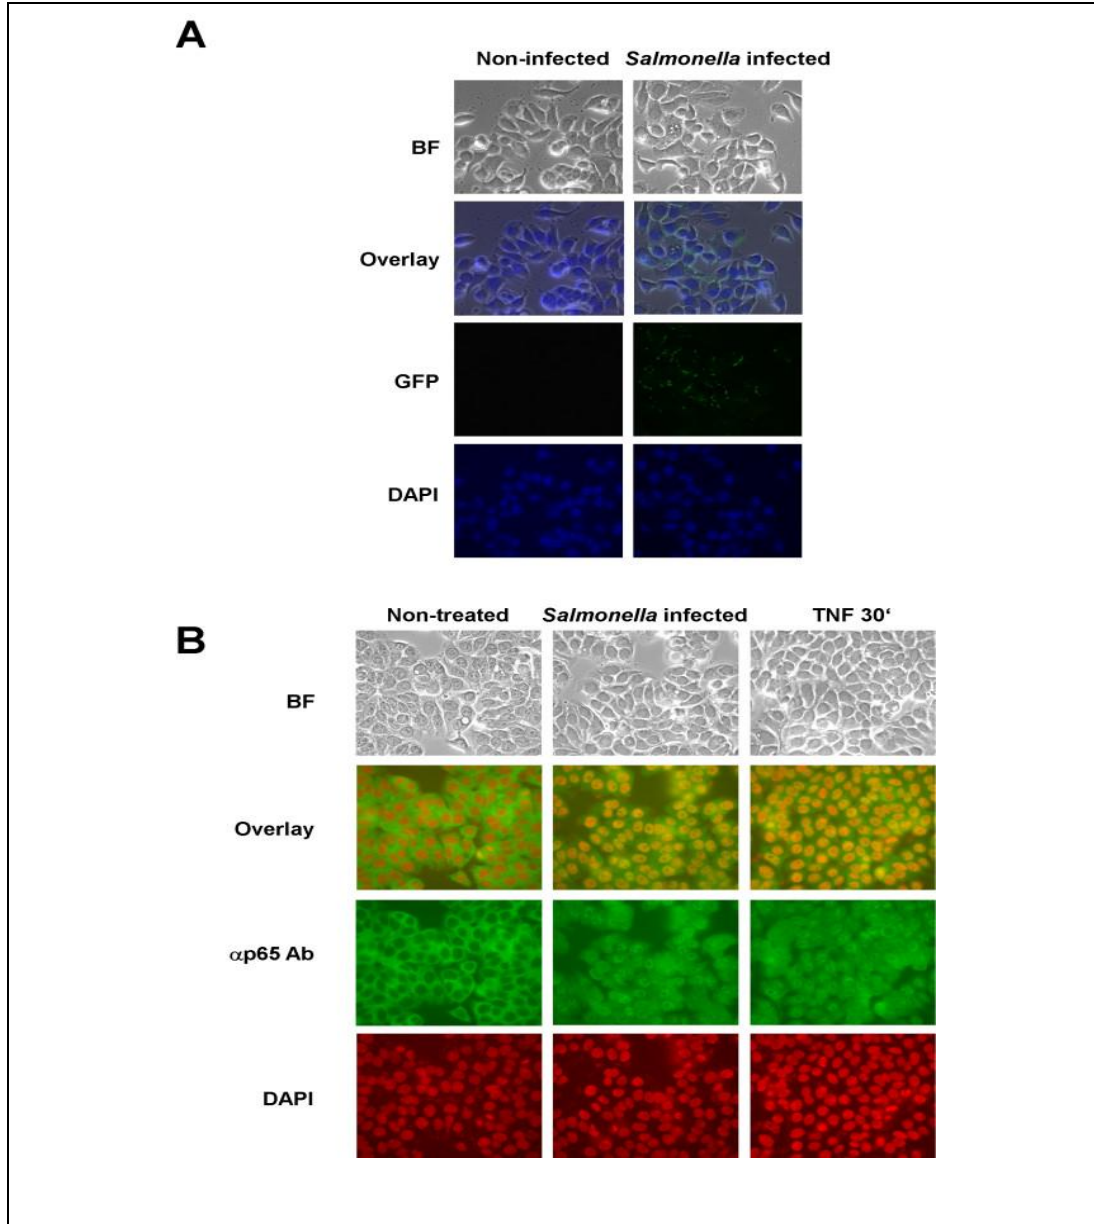 A
Non-infected Salmonella infected
BF
Overlay
GFP
DAPI
B
Non-treated Salmonella infected TNF 30‘
BF
Overlay
αp65 Ab
DAPI